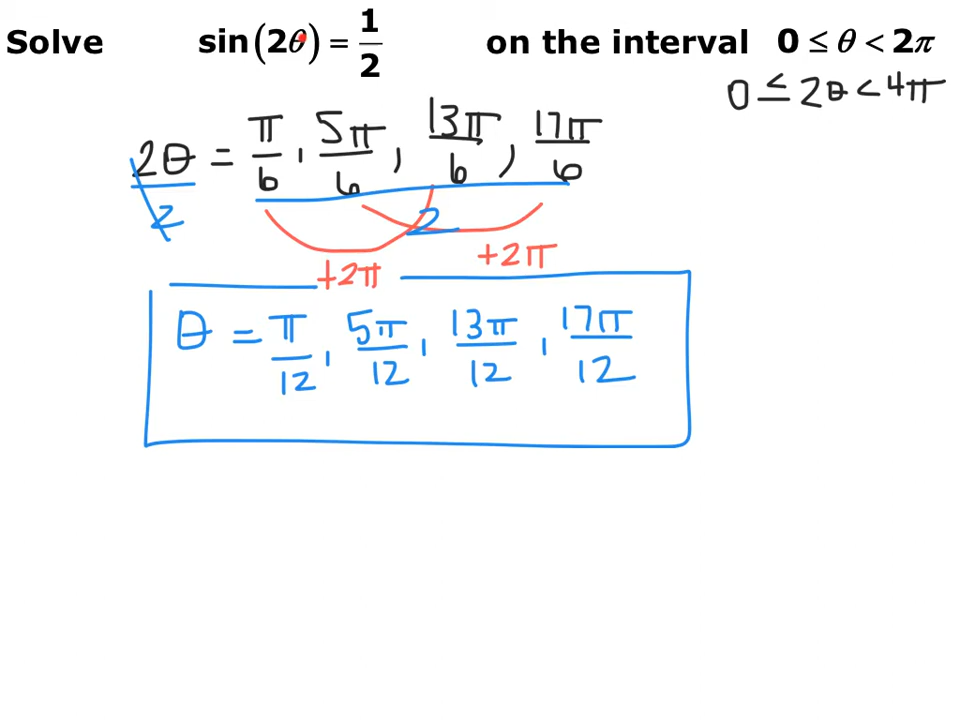 Solve sin(2θ) = 1/2 on the interval 0 ≤ θ < 2π
0 ≤ 2θ < 4π
2θ = π/6, 5π/6, 13π/6, 17π/6
2 2
+2π +2π
θ = π/12, 5π/12, 13π/12, 17π/12